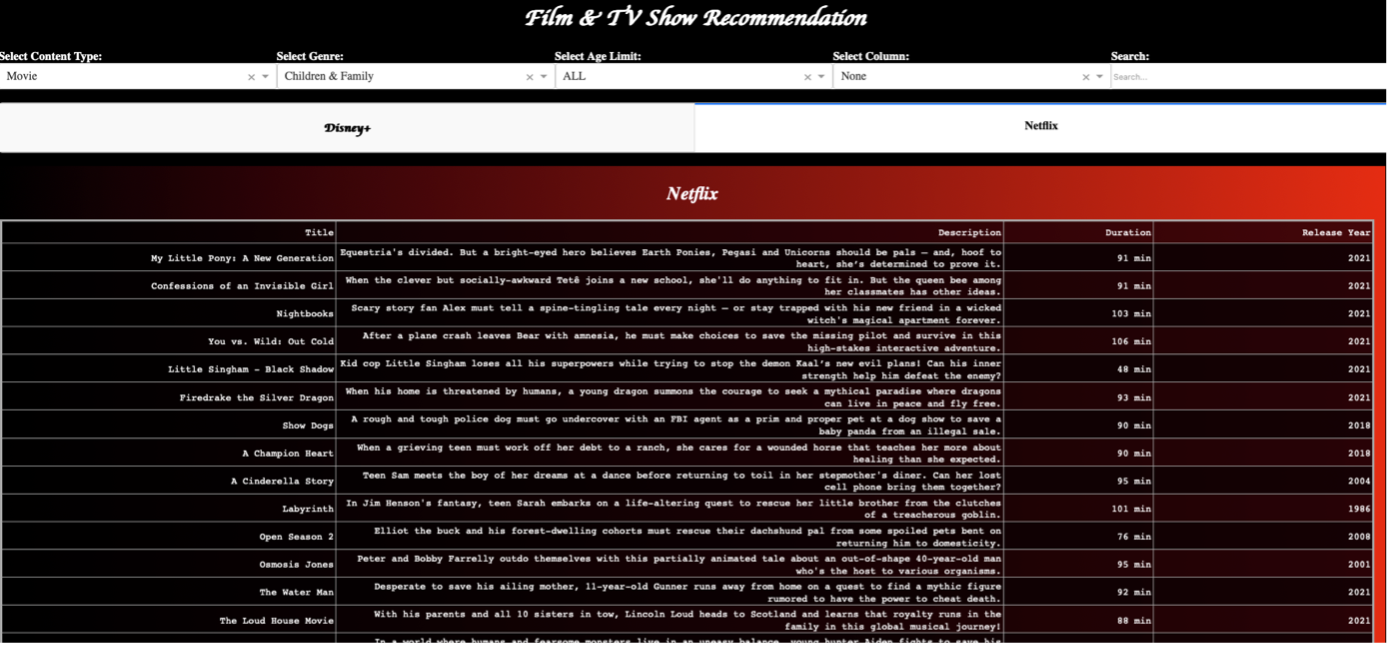 Film & TV Show Recommendation
Select Content Type: Select Genre: Select Age Limit: Select Column: Search:
Movie × Children & Family × ALL × None × Search...
Disney+ Netflix
Netflix
Title Description Duration Release Year
My Little Pony: A New Generation Equestria's divided. But a bright-eyed hero believes Earth Ponies, Pegasi and Unicorns should be pals — and, hoof to 91 min 2021
heart, she's determined to prove it.
Confessions of an Invisible Girl When the clever but socially-awkward Tetê joins a new school, she'll do anything to fit in. But the queen bee among 91 min 2021
her classmates has other ideas.
Nightbooks Scary story fan Alex must tell a spine-tingling tale every night — or stay trapped with his new friend in a wicked 103 min 2021
witch's magical apartment forever.
You vs. Wild: Out Cold After a plane crash leaves Bear with amnesia, he must make choices to save the missing pilot and survive in this 106 min 2021
high-stakes interactive adventure.
Little Singham - Black Shadow Kid cop Little Singham loses all his superpowers while trying to stop the demon Kaal's new evil plans! Can his inner 48 min 2021
strength help him defeat the enemy?
Firedrake the Silver Dragon When his home is threatened by humans, a young dragon summons the courage to seek a mythical paradise where dragons 93 min 2021
can live in peace and fly free.
Show Dogs A rough and tough police dog must go undercover with an FBI agent as a prim and proper pet at a dog show to save a 90 min 2018
baby panda from an illegal sale.
A Champion Heart When a grieving teen must work off her debt to a ranch, she cares for a wounded horse that teaches her more about 90 min 2018
healing than she expected.
A Cinderella Story Teen Sam meets the boy of her dreams at a dance before returning to toil in her stepmother's diner. Can her lost 95 min 2004
cell phone bring them together?
Labyrinth In Jim Henson's fantasy, teen Sarah embarks on a life-altering quest to rescue her little brother from the clutches 101 min 1986
of a treacherous goblin.
Open Season 2 Elliot the buck and his forest-dwelling cohorts must rescue their dachshund pal from some spoiled pets bent on 76 min 2008
returning him to domesticity.
Osmosis Jones Peter and Bobby Farrelly outdo themselves with this partially animated tale about an out-of-shape 40-year-old man 95 min 2001
who's the host to various organisms.
The Water Man Desperate to save his ailing mother, 11-year-old Gunner runs away from home on a quest to find a mythic figure 92 min 2021
rumored to have the power to cheat death.
The Loud House Movie With his parents and all 10 sisters in tow, Lincoln Loud heads to Scotland and learns that royalty runs in the 88 min 2021
family in this global musical journey!
In a world where humans and fearsome monsters live in an uneasy balance, young hunter Aiden fights to save his